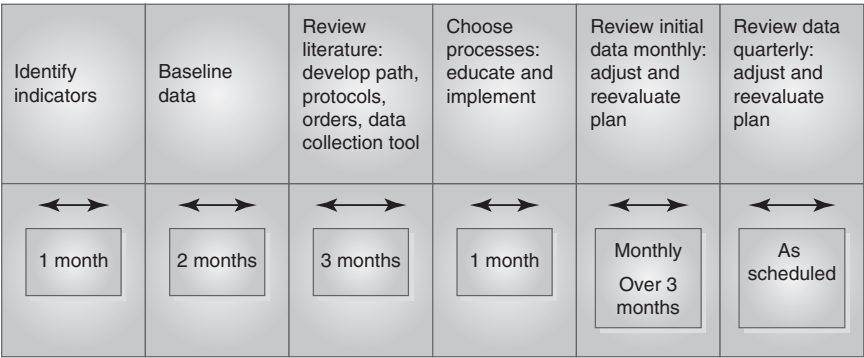 Identify
indicators
Baseline
data
Review
literature:
develop path,
protocols,
orders, data
collection tool
Choose
processes:
educate and
implement
Review initial
data monthly:
adjust and
reevaluate
plan
Review data
quarterly:
adjust and
reevaluate
plan
1 month
2 months
3 months
1 month
Monthly
Over 3
months
As
scheduled